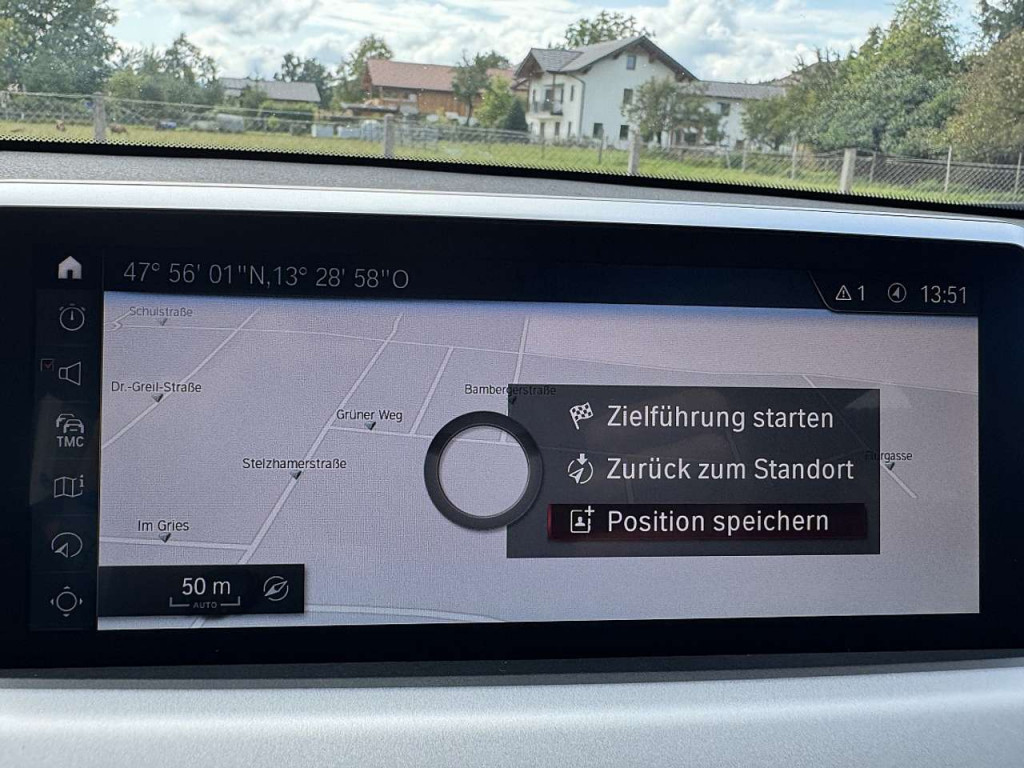 47° 56' 01"N,13° 28' 58"O
1
13:51
Schulstraße
Dr.-Greil-Straße
Bambergerstraße
Grüner Weg
Zielführung starten
TMC
Stelzhamerstraße
Zurück zum Standort
Im Gries
Position speichern
50 m
AUTO